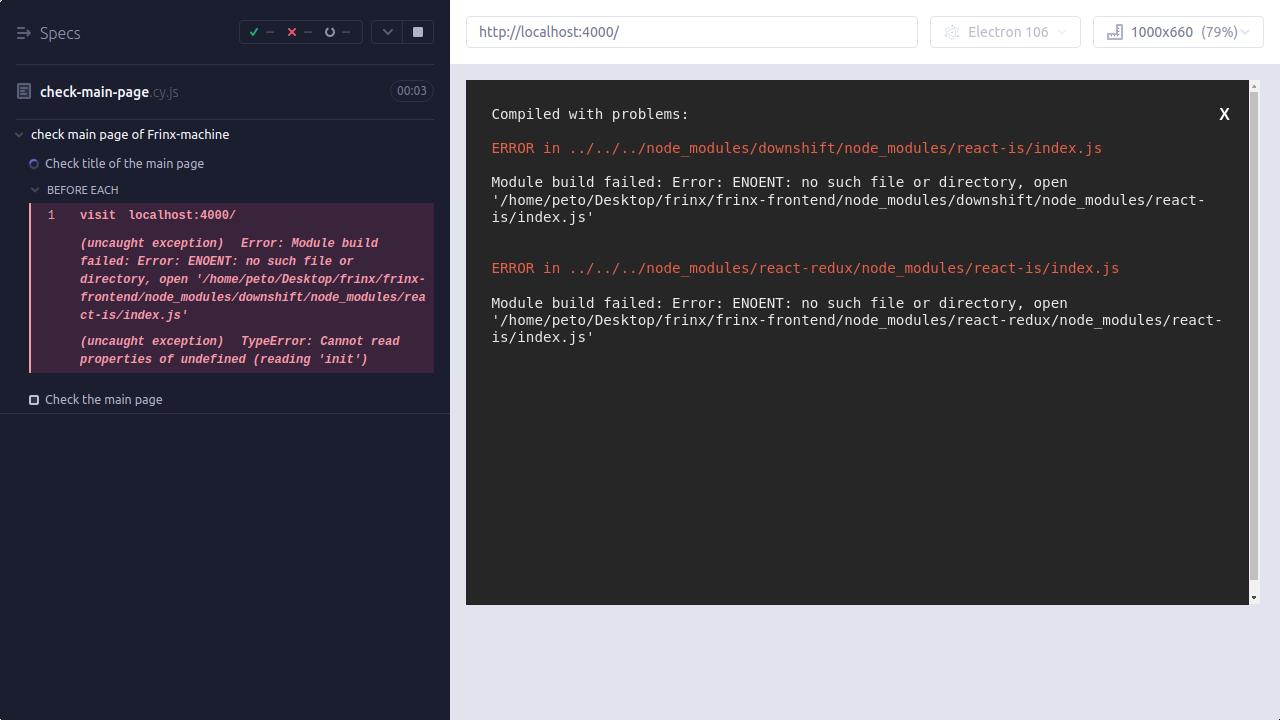 Specs
check-main-page.cy.js
00:03
check main page of Frinx-machine
Check title of the main page
BEFORE EACH
1 visit localhost:4000/
(uncaught exception) Error: Module build
failed: Error: ENOENT: no such file or
directory, open '/home/peto/Desktop/frinx/frinx-
frontend/node_modules/downshift/node_modules/rea
ct-is/index.js'
(uncaught exception) TypeError: Cannot read
properties of undefined (reading 'init')
Check the main page
http://localhost:4000/
Electron 106
1000x660 (79%)
Compiled with problems:
X
ERROR in ../../../node_modules/downshift/node_modules/react-is/index.js
Module build failed: Error: ENOENT: no such file or directory, open
'/home/peto/Desktop/frinx/frinx-frontend/node_modules/downshift/node_modules/react-
is/index.js'
ERROR in ../../../node_modules/react-redux/node_modules/react-is/index.js
Module build failed: Error: ENOENT: no such file or directory, open
'/home/peto/Desktop/frinx/frinx-frontend/node_modules/react-redux/node_modules/react-
is/index.js'